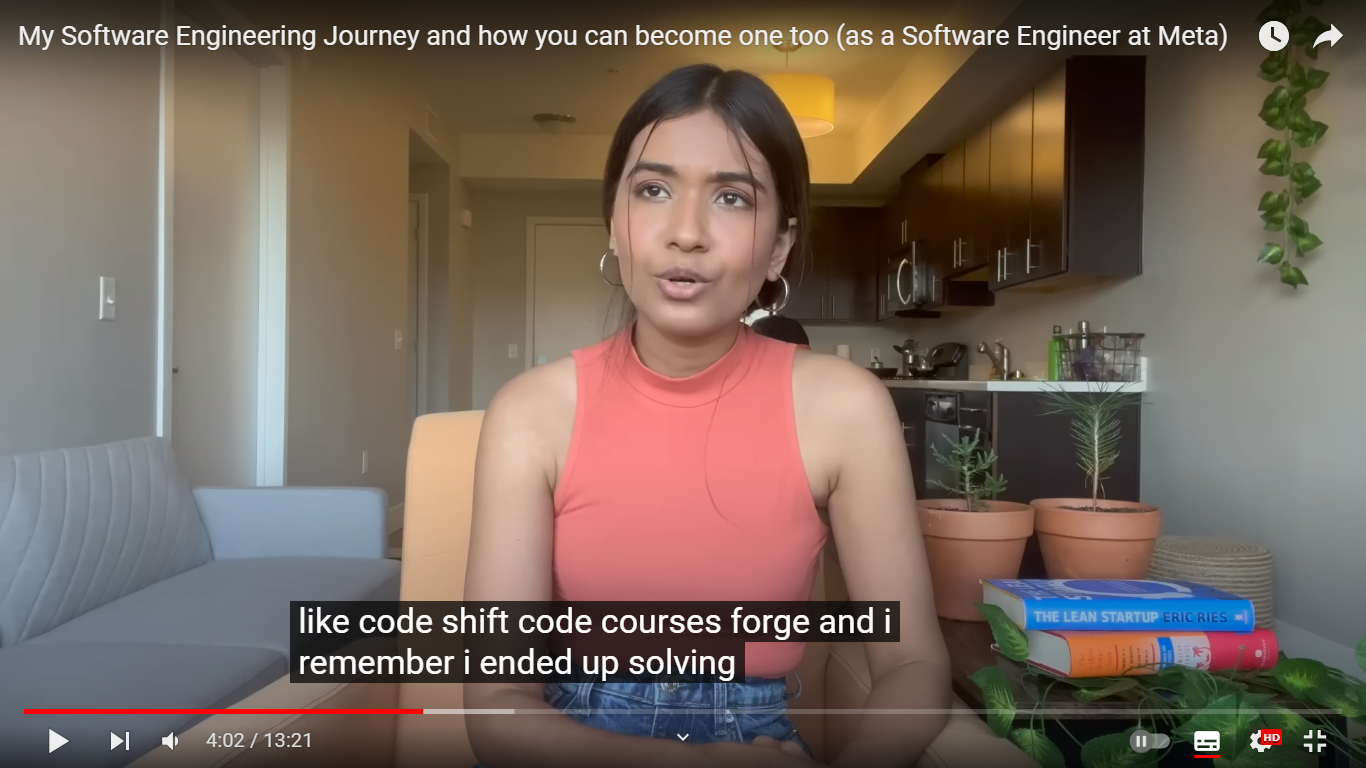 My Software Engineering Journey and how you can become one too (as a Software Engineer at Meta)
like code shift code courses forge and i
remember i ended up solving
THE LEAN STARTUP ERIC RIES
4:02 / 13:21
HD